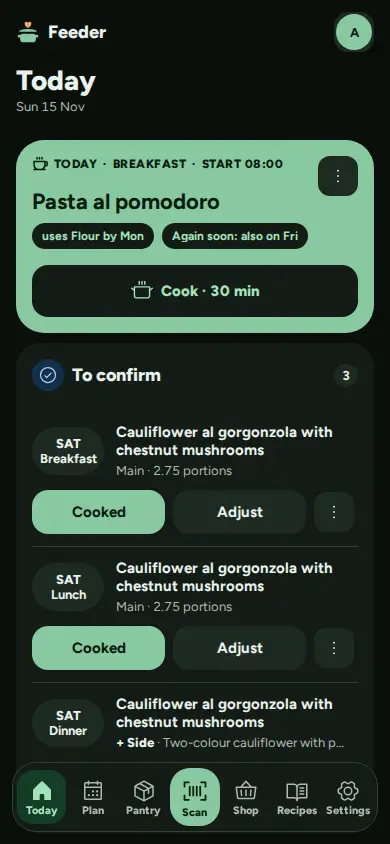 Feeder
A
Today
Sun 15 Nov
TODAY · BREAKFAST · START 08:00
Pasta al pomodoro
uses Flour by Mon
Again soon: also on Fri
Cook · 30 min
To confirm
3
SAT
Breakfast
Cauliflower al gorgonzola with
chestnut mushrooms
Main · 2.75 portions
Cooked
Adjust
SAT
Lunch
Cauliflower al gorgonzola with
chestnut mushrooms
Main · 2.75 portions
Cooked
Adjust
SAT
Dinner
Cauliflower al gorgonzola with
chestnut mushrooms
+ Side · Two-colour cauliflower with p...
Today
Plan
Pantry
Scan
Shop
Recipes
Settings